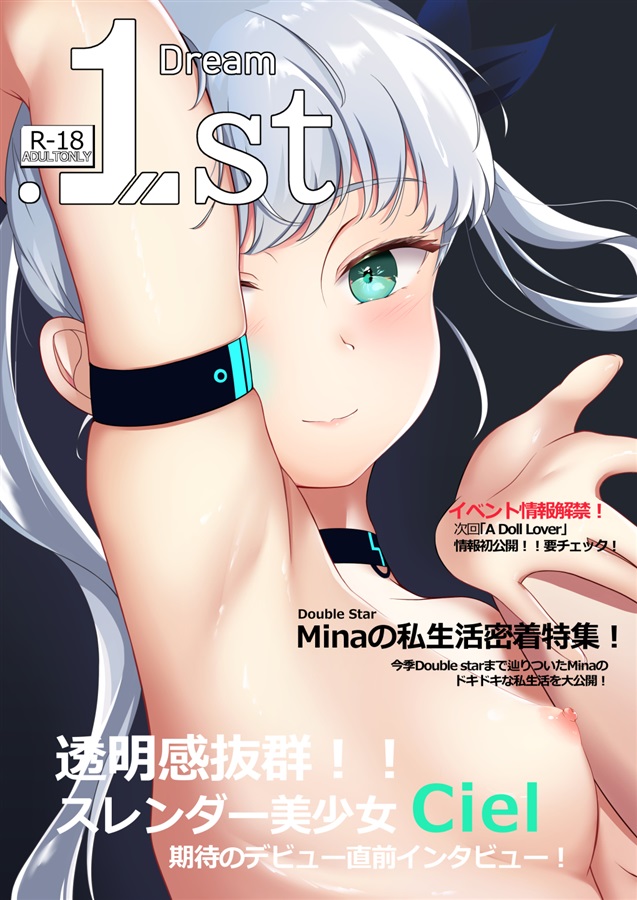 Dream
.1st
R-18
ADULTONLY
イベント情報解禁！
次回「A Doll Lover」
情報初公開！！要チェック！
Double Star
Minaの私生活密着特集！
今季Double starまで辿りついたMinaの
ドキドキな私生活を大公開！
透明感抜群！！
スレンダー美少女 Ciel
期待のデビュー直前インタビュー！